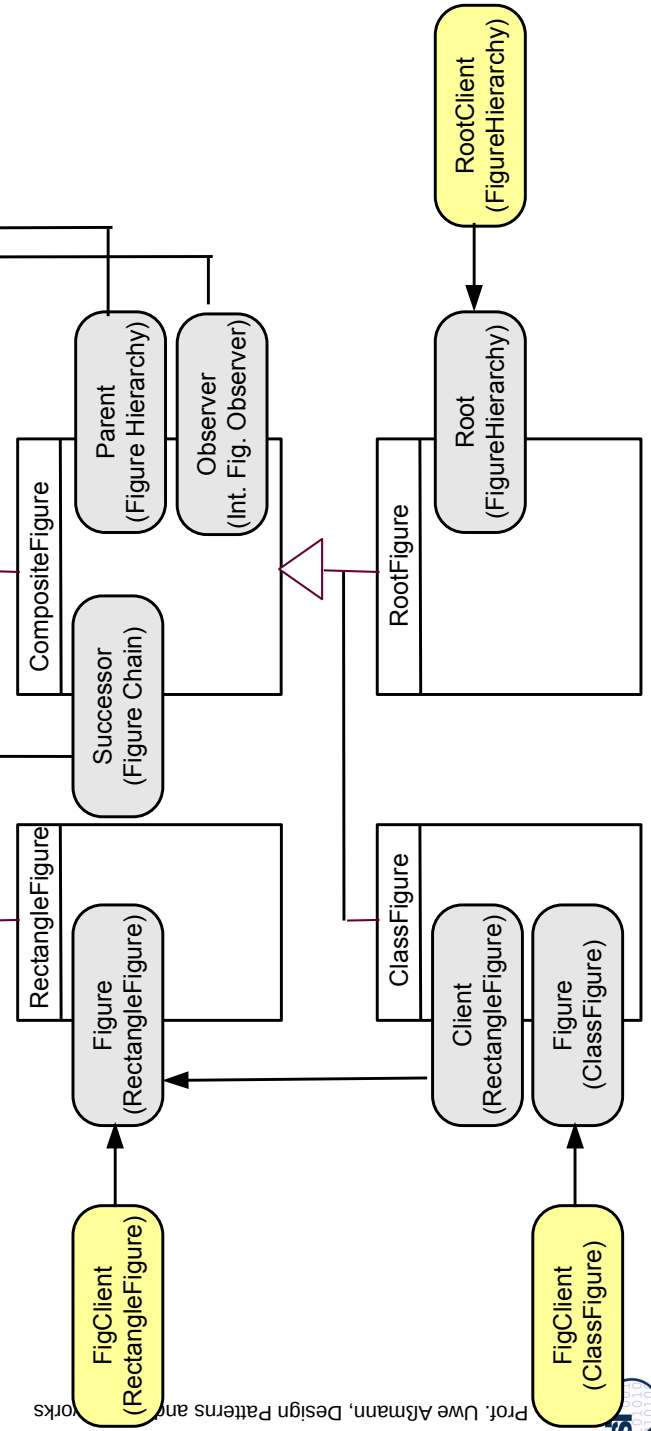 FigClient
(RectangleFigure)
Figure
(RectangleFigure)
RectangleFigure
Successor
(Figure Chain)
CompositeFigure
Parent
(Figure Hierarchy)
Observer
(Int. Fig. Observer)
FigClient
(ClassFigure)
Client
(RectangleFigure)
Figure
(ClassFigure)
ClassFigure
RootFigure
Root
(FigureHierarchy)
RootClient
(FigureHierarchy)
Prof. Uwe Aßmann, Design Patterns and